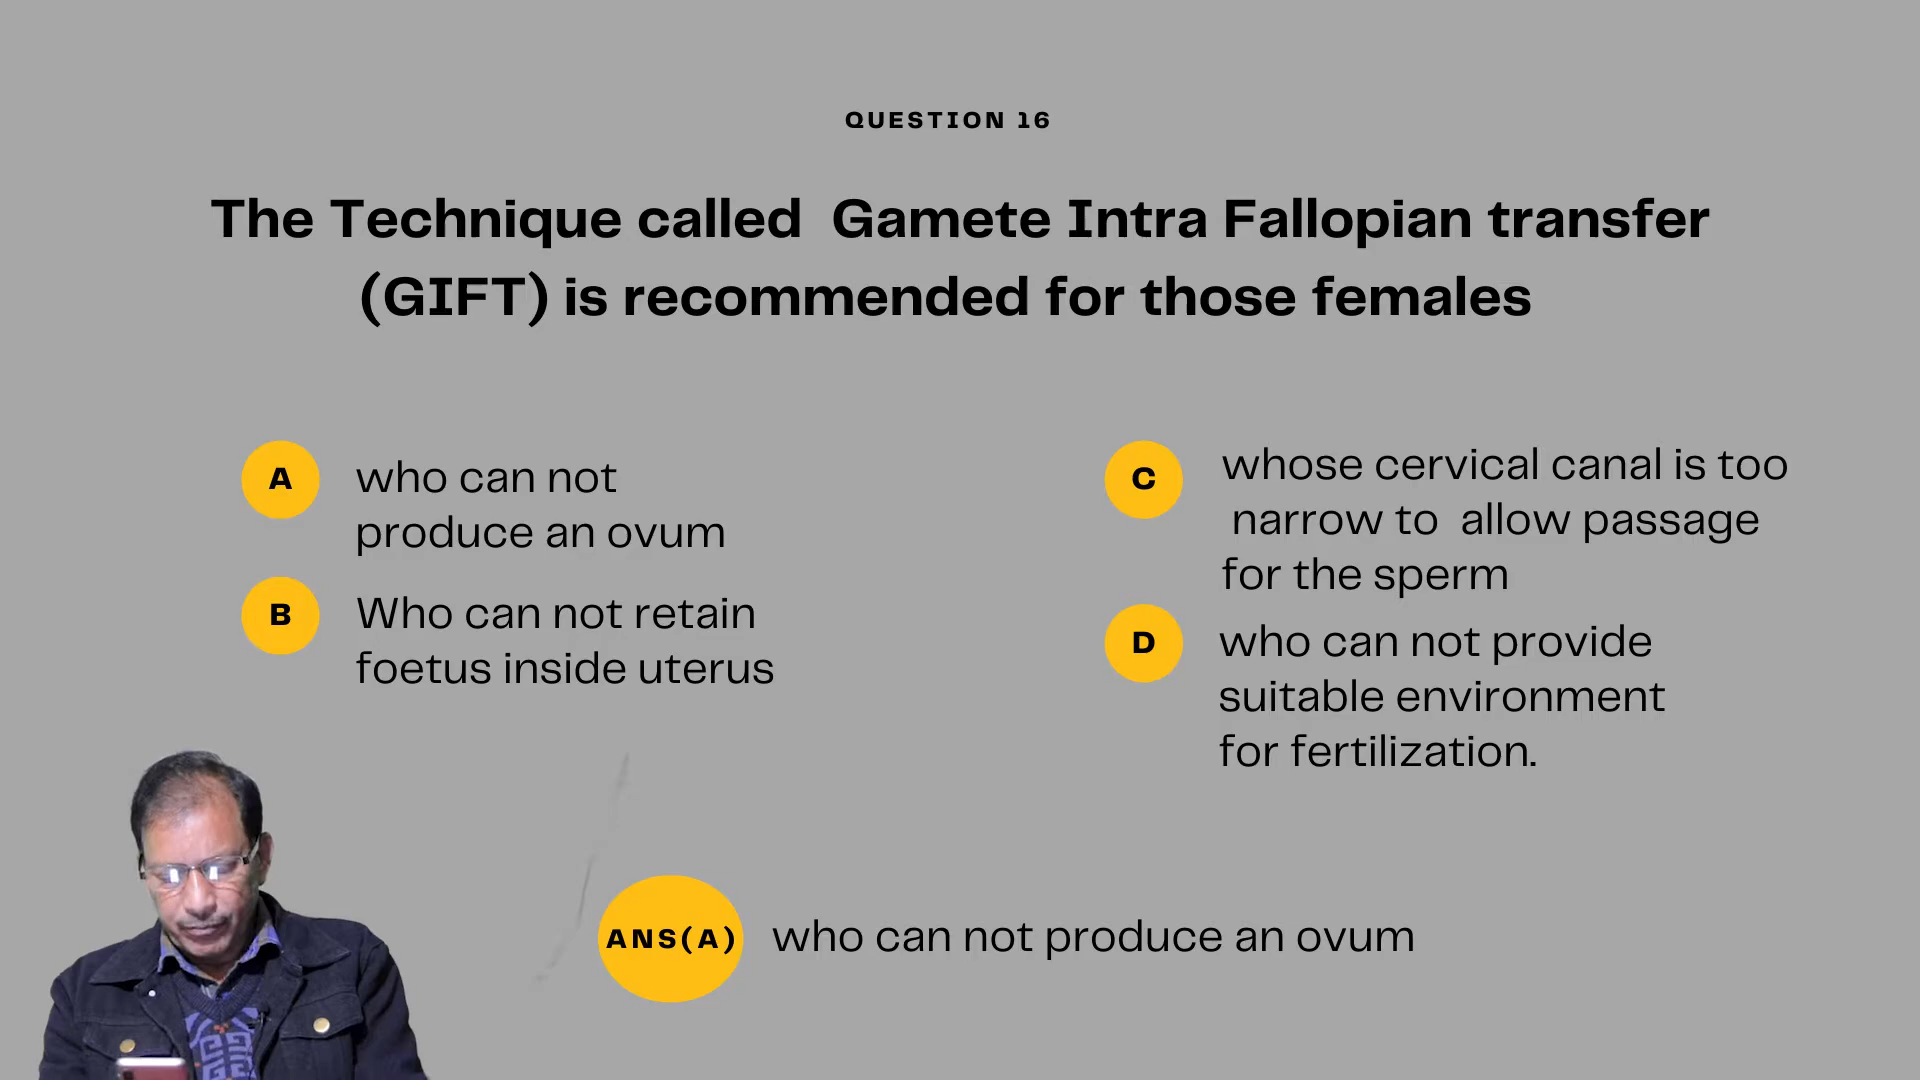 QUESTION 16
The Technique called Gamete Intra Fallopian transfer
(GIFT) is recommended for those females
A
who can not
produce an ovum
B
Who can not retain
foetus inside uterus
C
whose cervical canal is too
narrow to allow passage
for the sperm
D
who can not provide
suitable environment
for fertilization.
ANS(A)
who can not produce an ovum